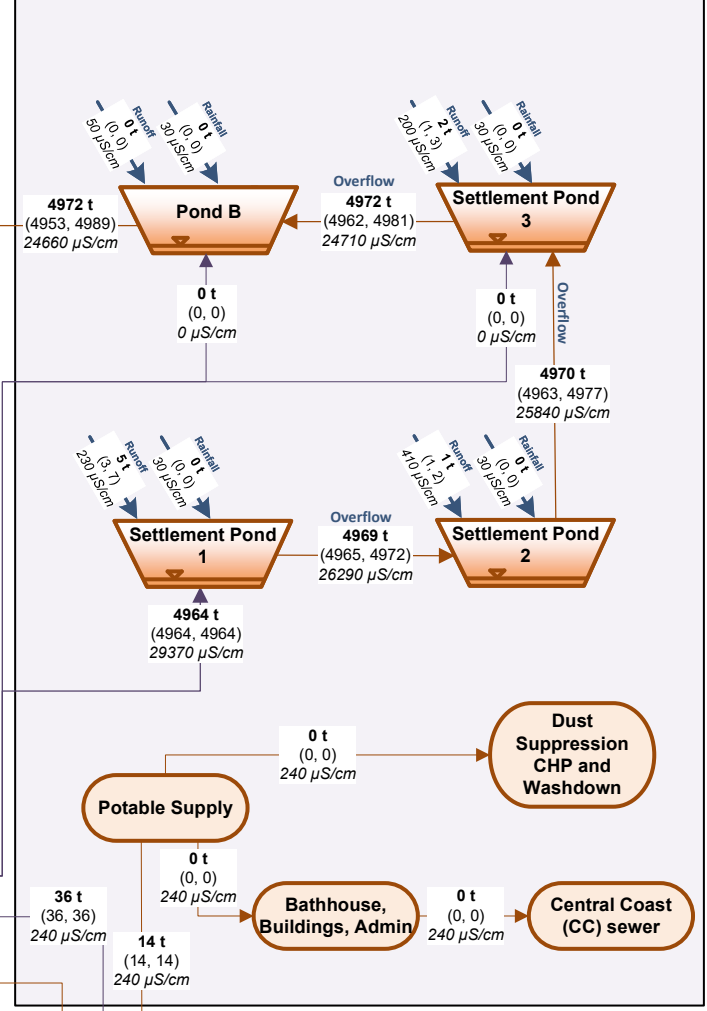 Runoff
0 t
(0, 0)
50 µS/cm
Rainfall
0 t
(0, 0)
30 µS/cm
Runoff
2 t
(1, 3)
200 µS/cm
Rainfall
0 t
(0, 0)
30 µS/cm
4972 t
(4953, 4989)
24660 µS/cm
Pond B
Overflow
4972 t
(4962, 4981)
24710 µS/cm
Settlement Pond
3
0 t
(0, 0)
0 µS/cm
0 t
(0, 0)
0 µS/cm
Overflow
4970 t
(4963, 4977)
25840 µS/cm
Runoff
5 t
(3, 7)
230 µS/cm
Rainfall
0 t
(0, 0)
30 µS/cm
Runoff
1 t
(1, 2)
410 µS/cm
Rainfall
0 t
(0, 0)
30 µS/cm
Settlement Pond
1
Overflow
4969 t
(4965, 4972)
26290 µS/cm
Settlement Pond
2
4964 t
(4964, 4964)
29370 µS/cm
0 t
(0, 0)
240 µS/cm
Dust
Suppression
CHP and
Washdown
Potable Supply
0 t
(0, 0)
240 µS/cm
Bathhouse,
Buildings, Admin
0 t
(0, 0)
240 µS/cm
Central Coast
(CC) sewer
36 t
(36, 36)
240 µS/cm
14 t
(14, 14)
240 µS/cm